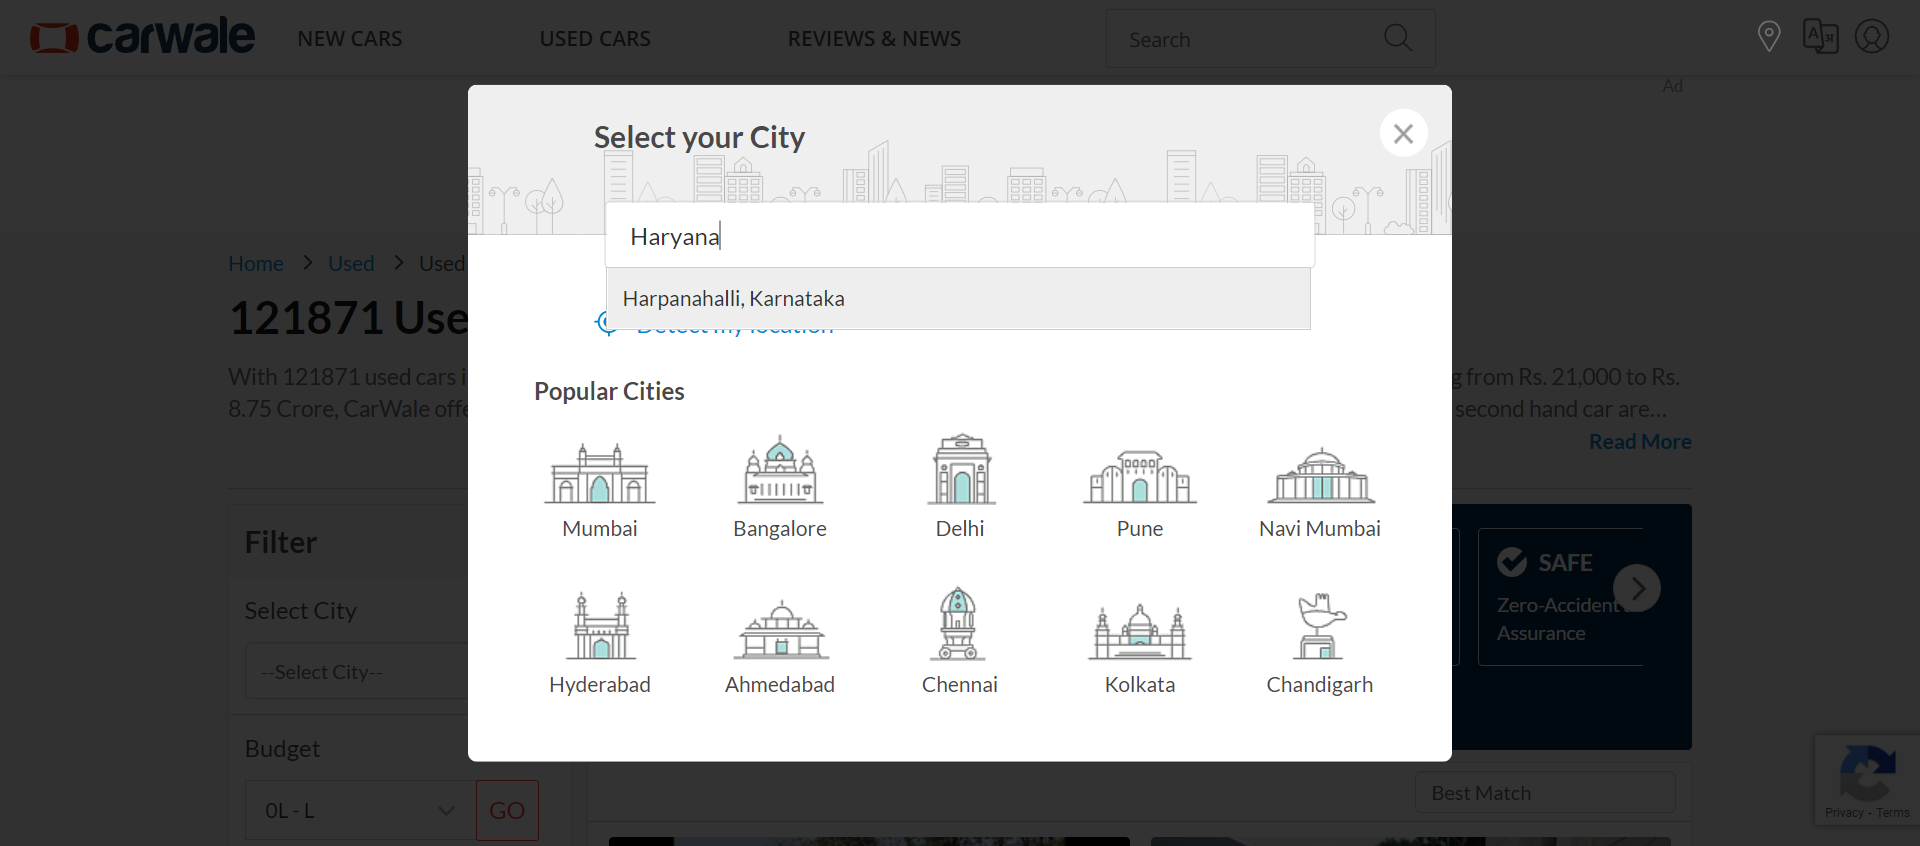 carwale NEW CARS USED CARS REVIEWS & NEWS Search
Ad
Select your City
Haryana
Harpanahalli, Karnataka
Detect my location
Home > Used > Used
121871 Use
With 121871 used cars i
g from Rs. 21,000 to Rs.
8.75 Crore, CarWale offe
second hand car are...
Read More
Popular Cities
Mumbai Bangalore Delhi Pune Navi Mumbai
Hyderabad Ahmedabad Chennai Kolkata Chandigarh
Filter
Select City
--Select City--
Budget
0L - L GO
SAFE
Zero-Accident
Assurance
Best Match
Privacy - Terms